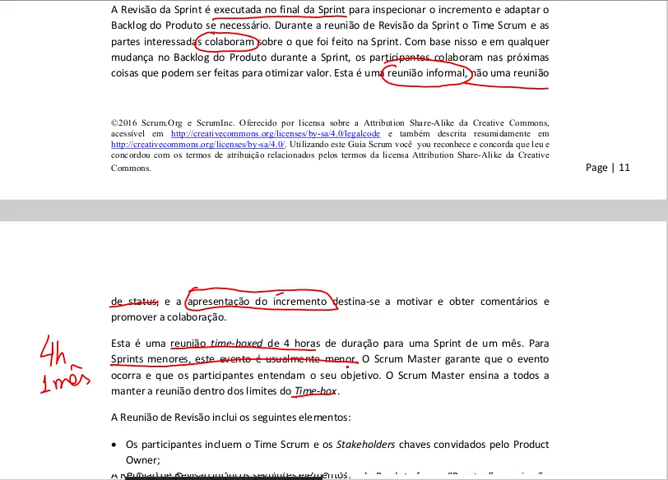 A Revisão da Sprint é executada no final da Sprint para inspecionar o incremento e adaptar o
Backlog do Produto se necessário. Durante a reunião de Revisão da Sprint o Time Scrum e as
partes interessadas colaboram sobre o que foi feito na Sprint. Com base nisso e em qualquer
mudança no Backlog do Produto durante a Sprint, os participantes colaboram nas próximas
coisas que podem ser feitas para otimizar valor. Esta é uma reunião informal, não uma reunião
©2016 Scrum.Org e ScrumInc. Oferecido por licensa sobre a Attribution Share-Alike da Creative Commons,
acessível em http://creativecommons.org/licenses/by-sa/4.0/legalcode e também descrita resumidamente em
http://creativecommons.org/licenses/by-sa/4.0/. Utilizando este Guia Scrum você you reconhece e concorda que leu e
concordou com os termos de atribuição relacionados pelos termos da licensa Attribution Share-Alike da Creative
Commons.
Page | 11
de status, e a apresentação do incremento destina-se a motivar e obter comentários e
promover a colaboração.
Esta é uma reunião time-boxed de 4 horas de duração para uma Sprint de um mês. Para
Sprints menores, este evento é usualmente menor. O Scrum Master garante que o evento
ocorra e que os participantes entendam o seu objetivo. O Scrum Master ensina a todos a
manter a reunião dentro dos limites do Time-box.
4h
1 mês
A Reunião de Revisão inclui os seguintes elementos:
• Os participantes incluem o Time Scrum e os Stakeholders chaves convidados pelo Product
Owner;